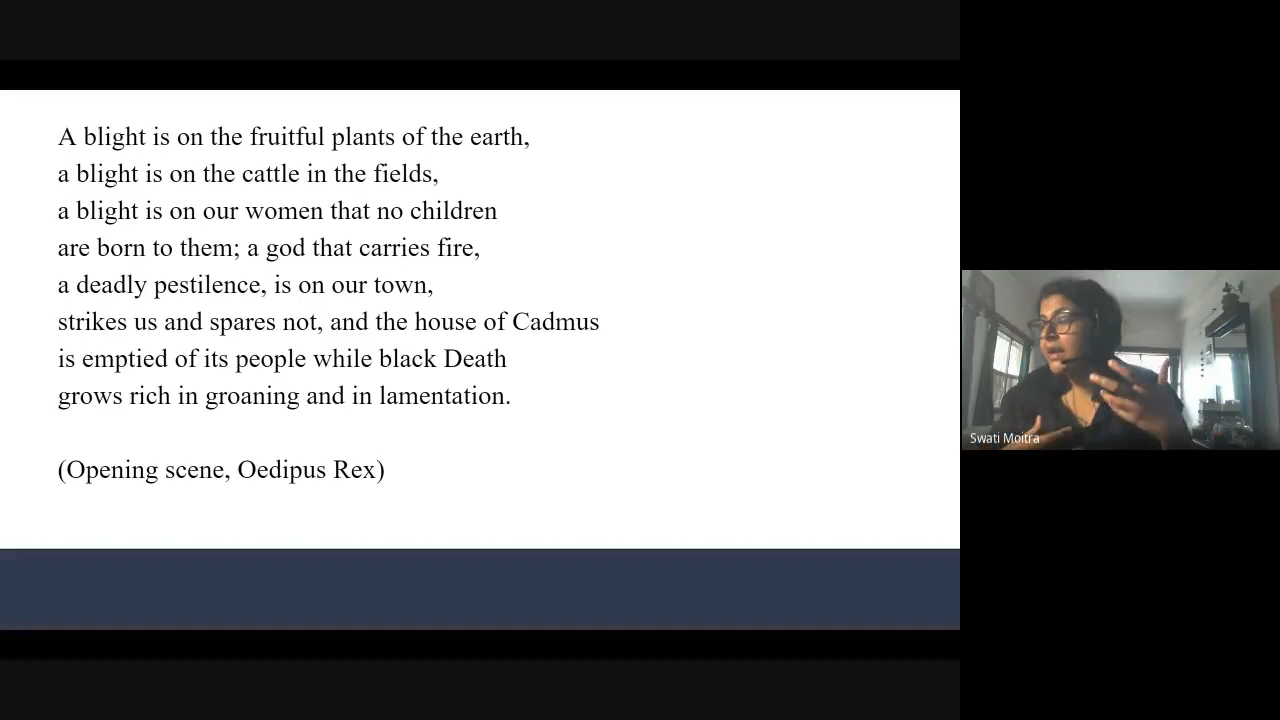 A blight is on the fruitful plants of the earth,
a blight is on the cattle in the fields,
a blight is on our women that no children
are born to them; a god that carries fire,
a deadly pestilence, is on our town,
strikes us and spares not, and the house of Cadmus
is emptied of its people while black Death
grows rich in groaning and in lamentation.
(Opening scene, Oedipus Rex)
Swati Moitra